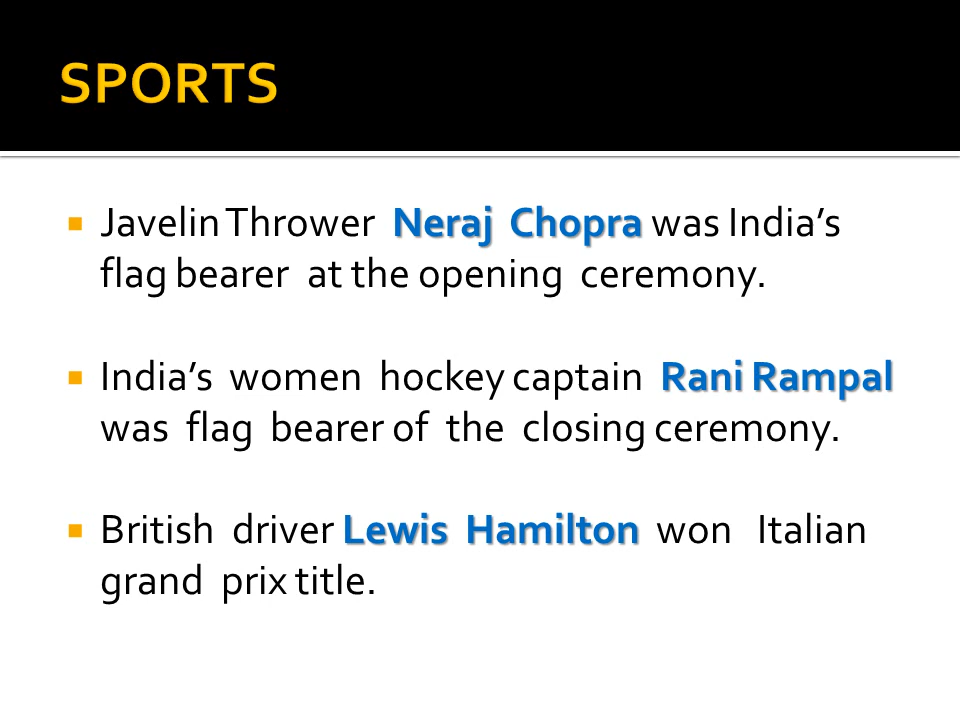 SPORTS
Javelin Thrower Neraj Chopra was India’s
flag bearer at the opening ceremony.
India’s women hockey captain Rani Rampal
was flag bearer of the closing ceremony.
British driver Lewis Hamilton won Italian
grand prix title.